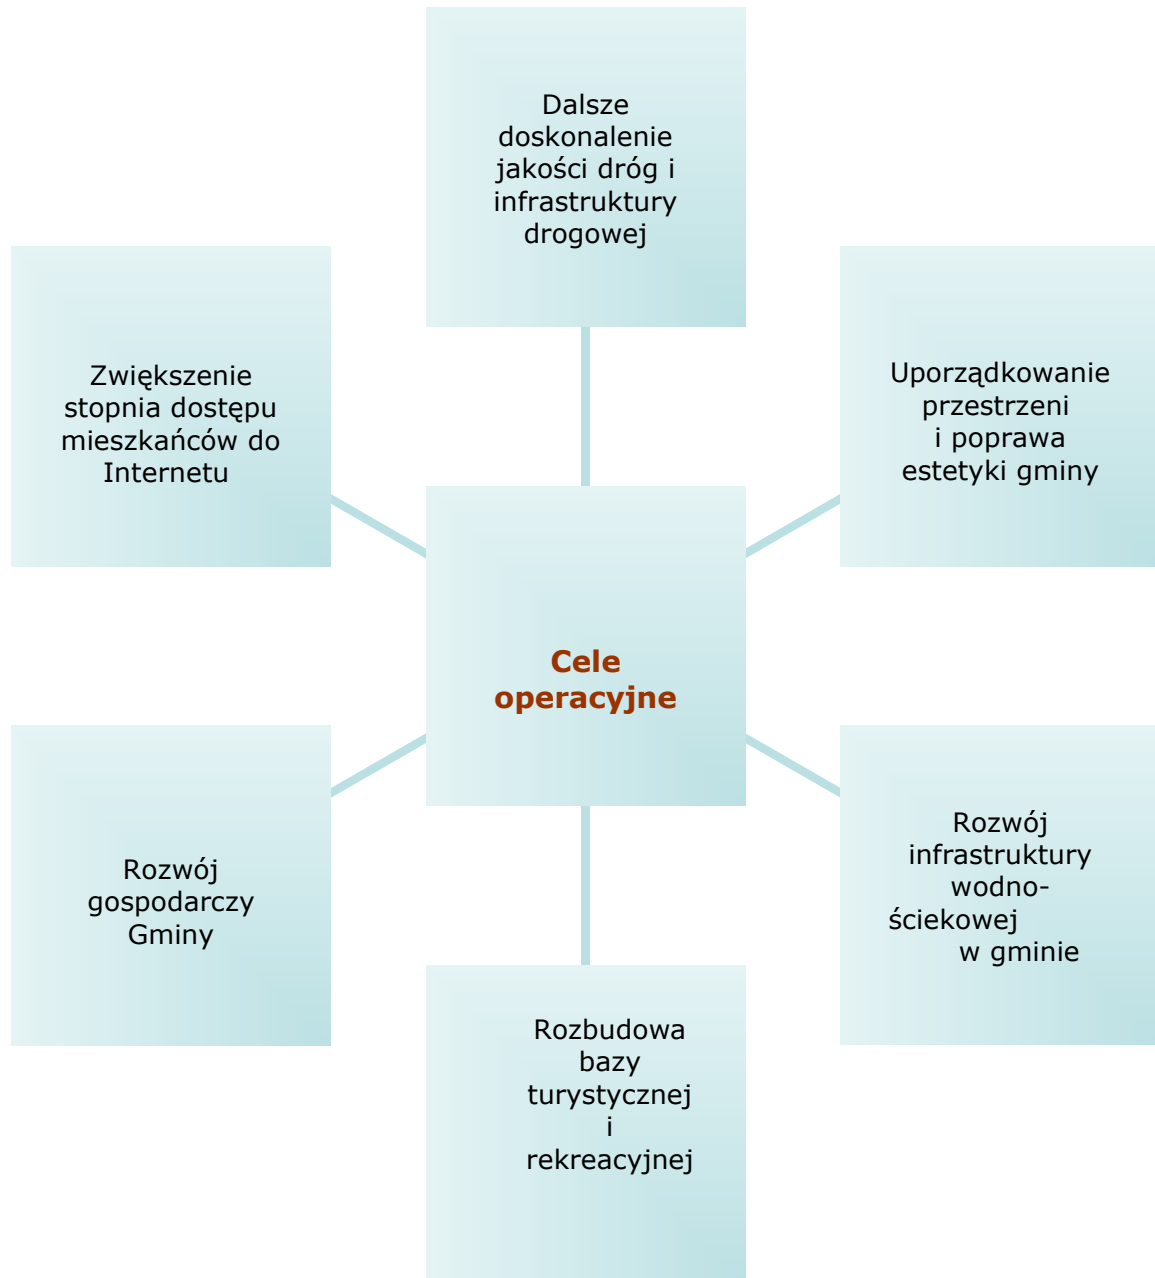 Dalsze
doskonalenie
jakości dróg i
infrastruktury
drogowej
Zwiększenie
stopnia dostępu
mieszkańców do
Internetu
Uporządkowanie
przestrzeni
i poprawa
estetyki gminy
Cele
operacyjne
Rozwój
gospodarczy
Gminy
Rozwój
infrastruktury
wodno-
ściekowej
w gminie
Rozbudowa
bazy
turystycznej
i
rekreacyjnej